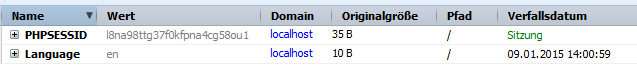 Name Wert Domain Originalgröße Pfad Verfallsdatum
PHPSESSID l8na98ttg37f0kfpna4cg58ou1 localhost 35 B / Sitzung
Language en localhost 10 B / 09.01.2015 14:00:59